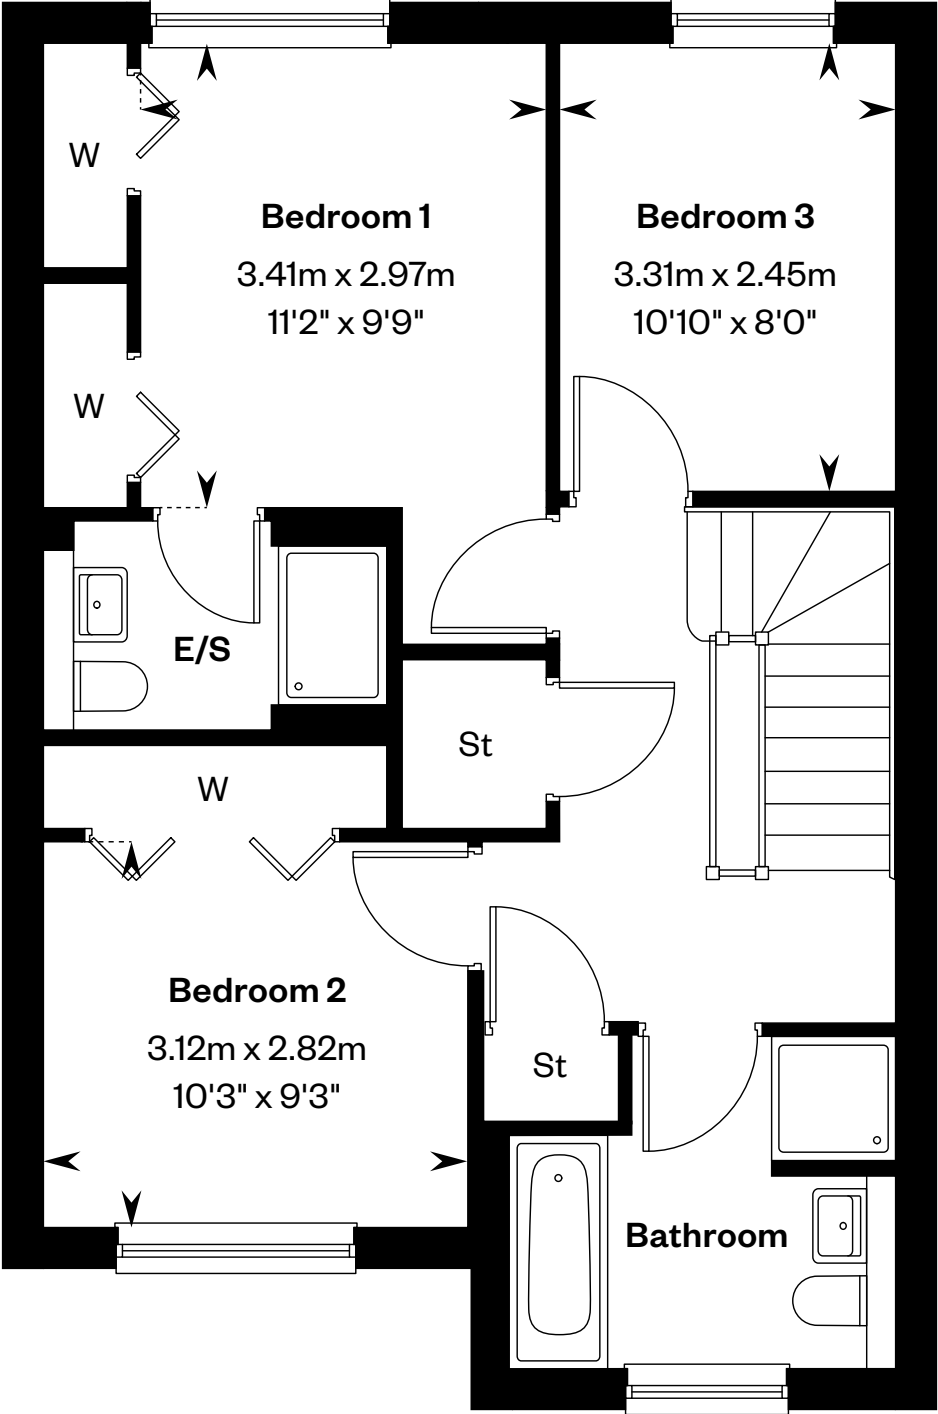 W
Bedroom 1
3.41m x 2.97m
11'2" x 9'9"
Bedroom 3
3.31m x 2.45m
10'10" x 8'0"
W
E/S
St
W
Bedroom 2
3.12m x 2.82m
10'3" x 9'3"
St
Bathroom